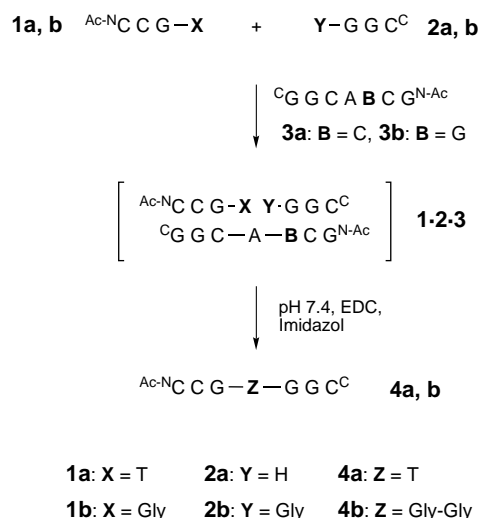 1a, b Ac-NC C G–X + Y–G G CC 2a, b
CG G C A B C GN-Ac
3a: B = C, 3b: B = G
Ac-NC C G-X Y·G G CC
CG G C–A–B C GN-Ac
1·2·3
pH 7.4, EDC,
Imidazol
Ac-NC C G–Z–G G CC 4a, b
1a: X = T 2a: Y = H 4a: Z = T
1b: X = Gly 2b: Y = Gly 4b: Z = Gly-Gly